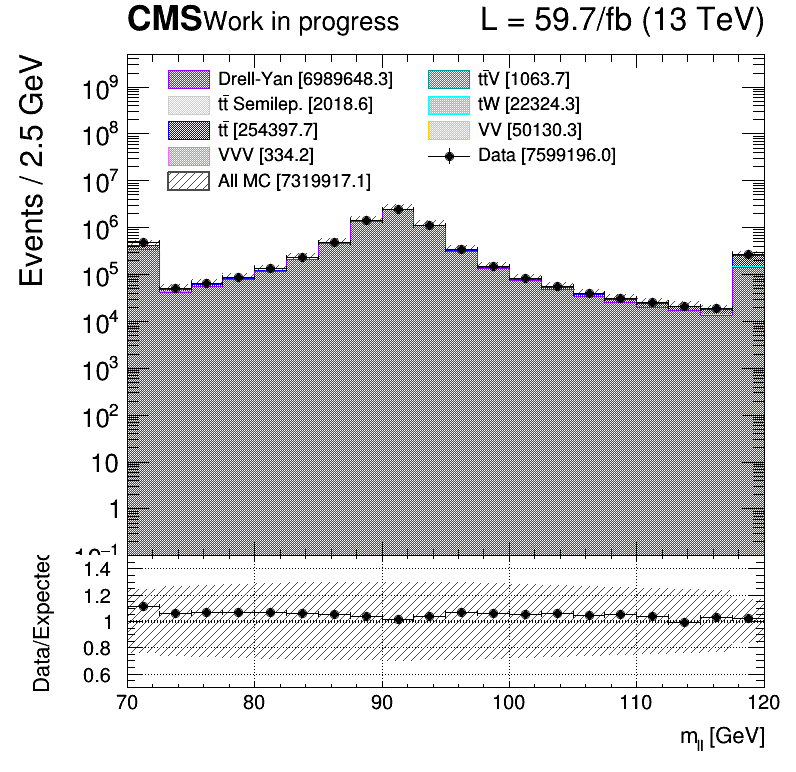 CMS Work in progress L = 59.7/fb (13 TeV)
Events / 2.5 GeV
Drell-Yan [6989648.3]
tt̄ Semilep. [2018.6]
tt̄ [254397.7]
VVV [334.2]
All MC [7319917.1]
tt̄V [1063.7]
tW [22324.3]
VV [50130.3]
Data [7599196.0]
10⁹
10⁸
10⁷
10⁶
10⁵
10⁴
10³
10²
10
1
10⁻¹
Data/Expected
1.4
1.2
1
0.8
0.6
70 80 90 100 110 120
m_ll [GeV]